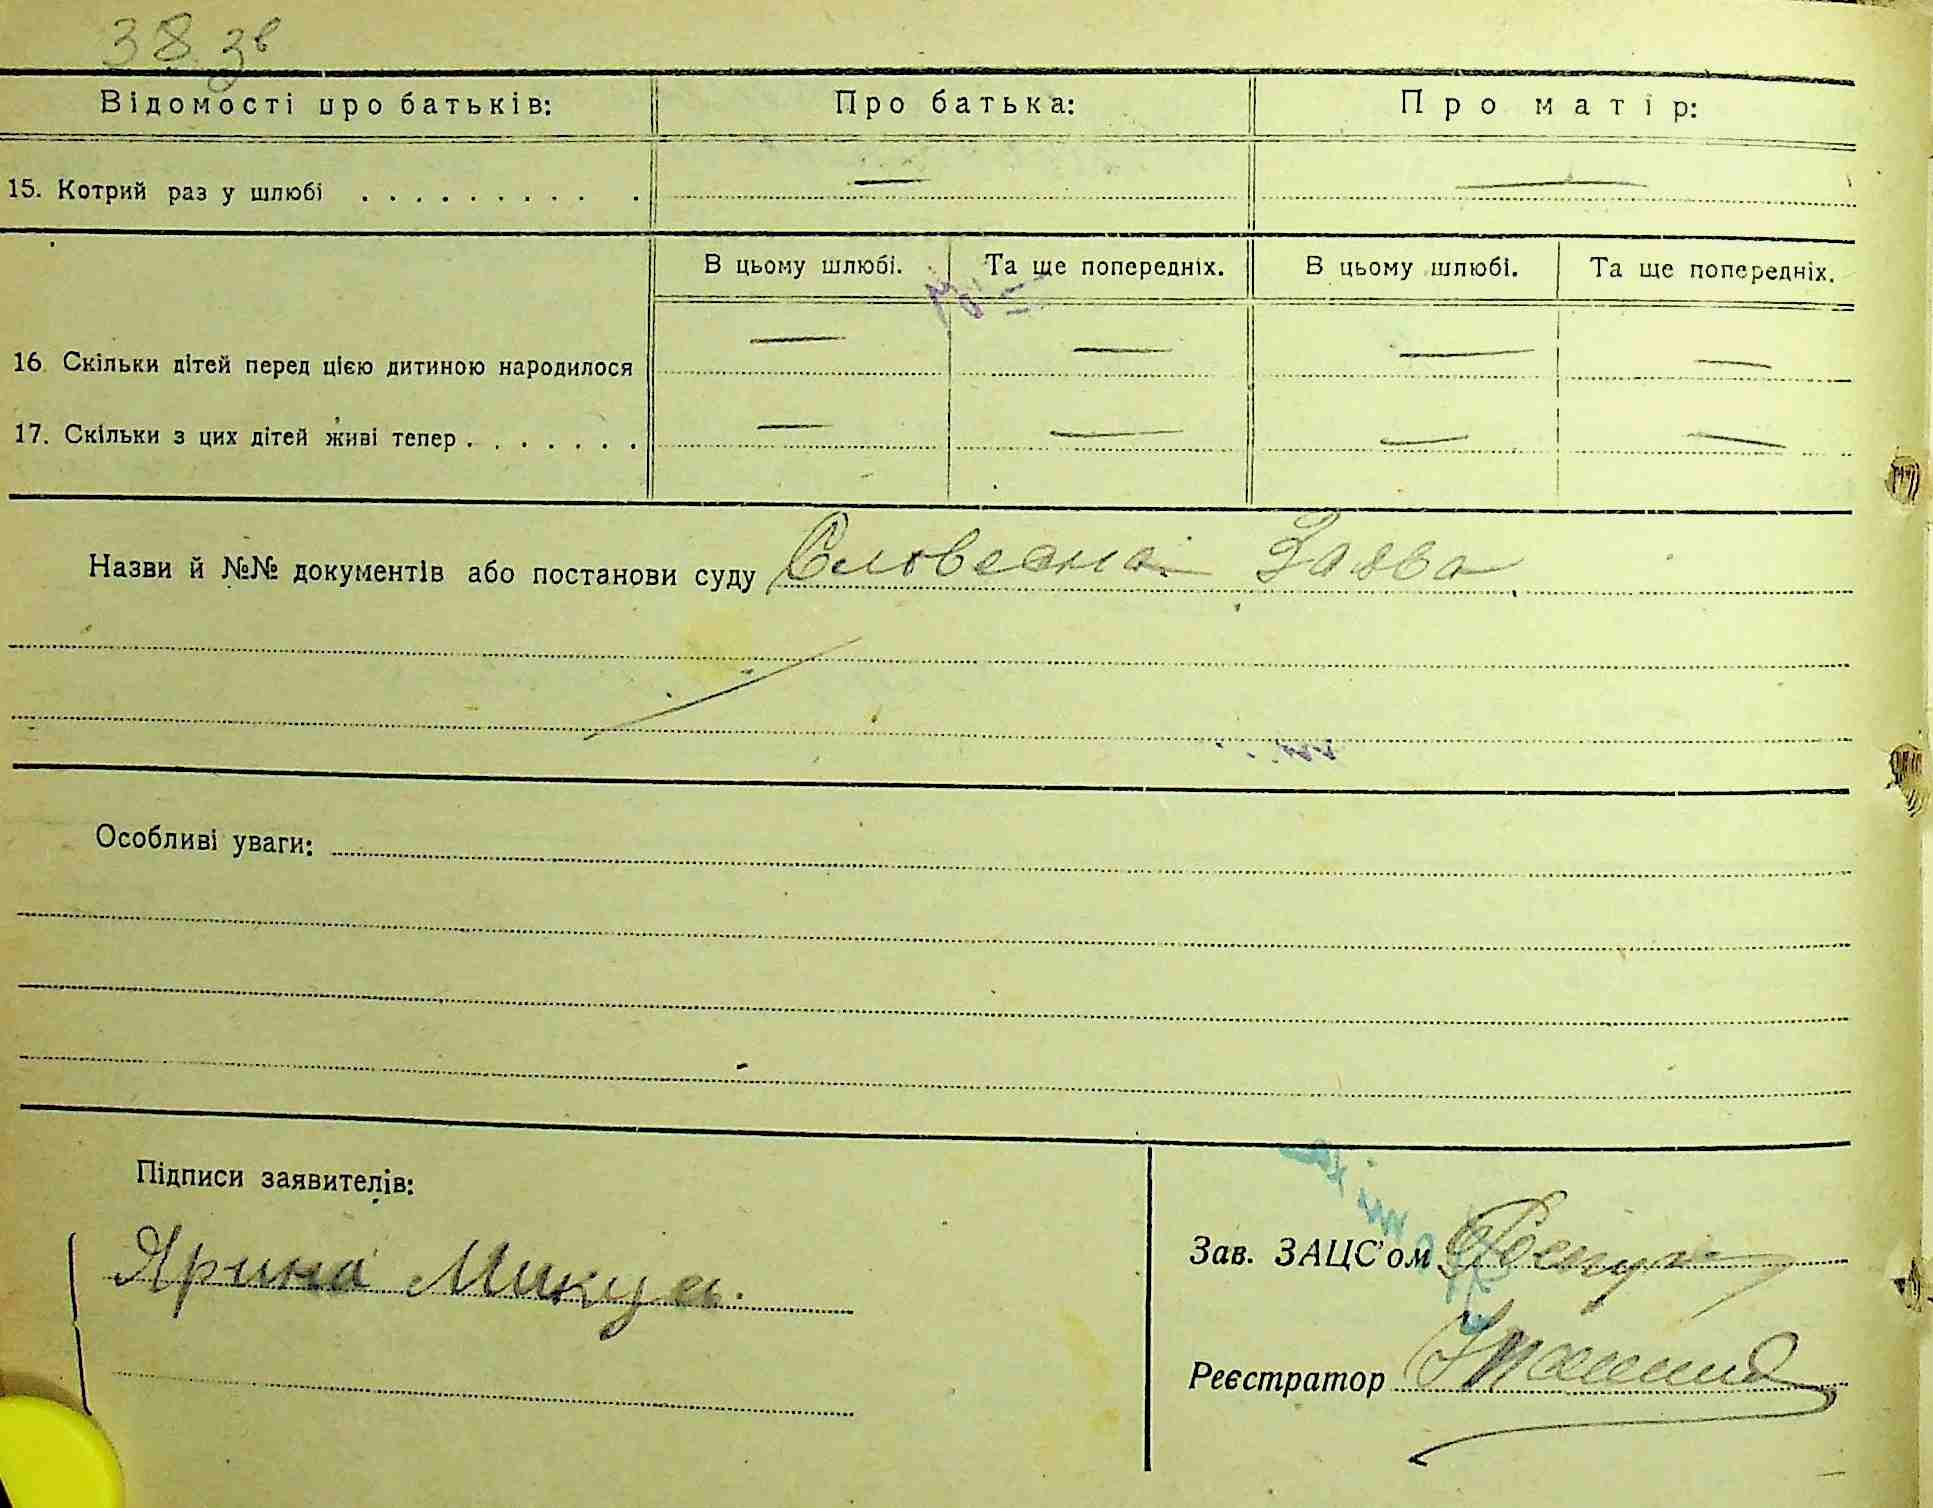 38 зв
Відомості про батьків: Про батька: Про матір:
15. Котрий раз у шлюбі . . . . . . . . . . — —
В цьому шлюбі. Та ще попередніх. В цьому шлюбі. Та ще попередніх.
16. Скільки дітей перед цією дитиною народилося — — — —
17. Скільки з цих дітей живі тепер . . . . . . . — — — —
Назви й №№ документів або постанови суду Словесна Заява
Особливі уваги:
Підписи заявителів:
Ярина Микусь.
Зав. ЗАЦС'ом
Реєстратор